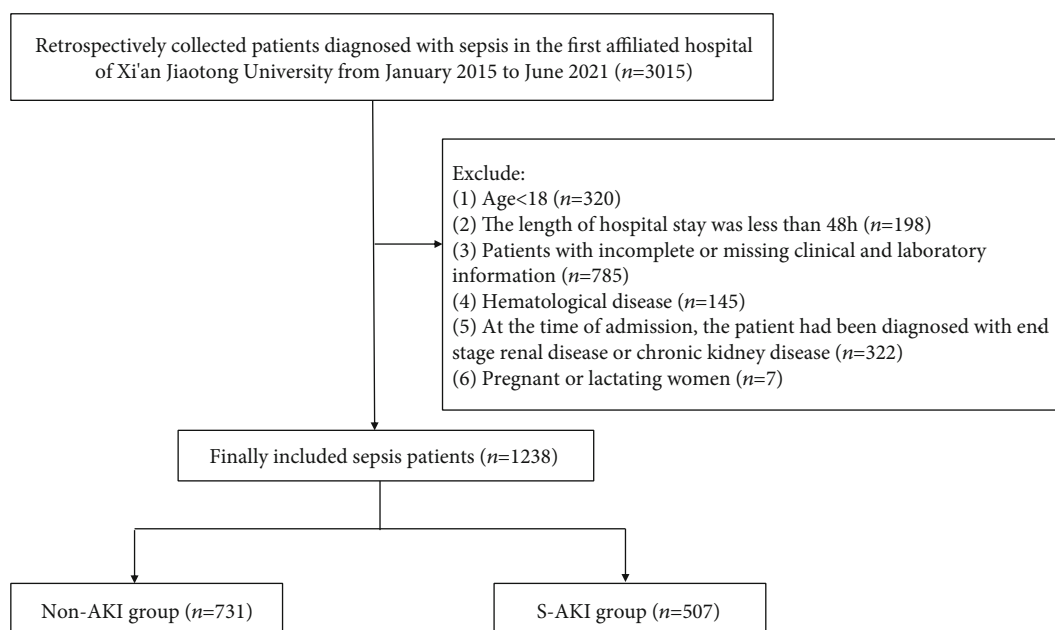 Retrospectively collected patients diagnosed with sepsis in the first affiliated hospital
of Xi'an Jiaotong University from January 2015 to June 2021 (n=3015)
Exclude:
(1) Age<18 (n=320)
(2) The length of hospital stay was less than 48h (n=198)
(3) Patients with incomplete or missing clinical and laboratory
information (n=785)
(4) Hematological disease (n=145)
(5) At the time of admission, the patient had been diagnosed with end-
stage renal disease or chronic kidney disease (n=322)
(6) Pregnant or lactating women (n=7)
Finally included sepsis patients (n=1238)
Non-AKI group (n=731)
S-AKI group (n=507)